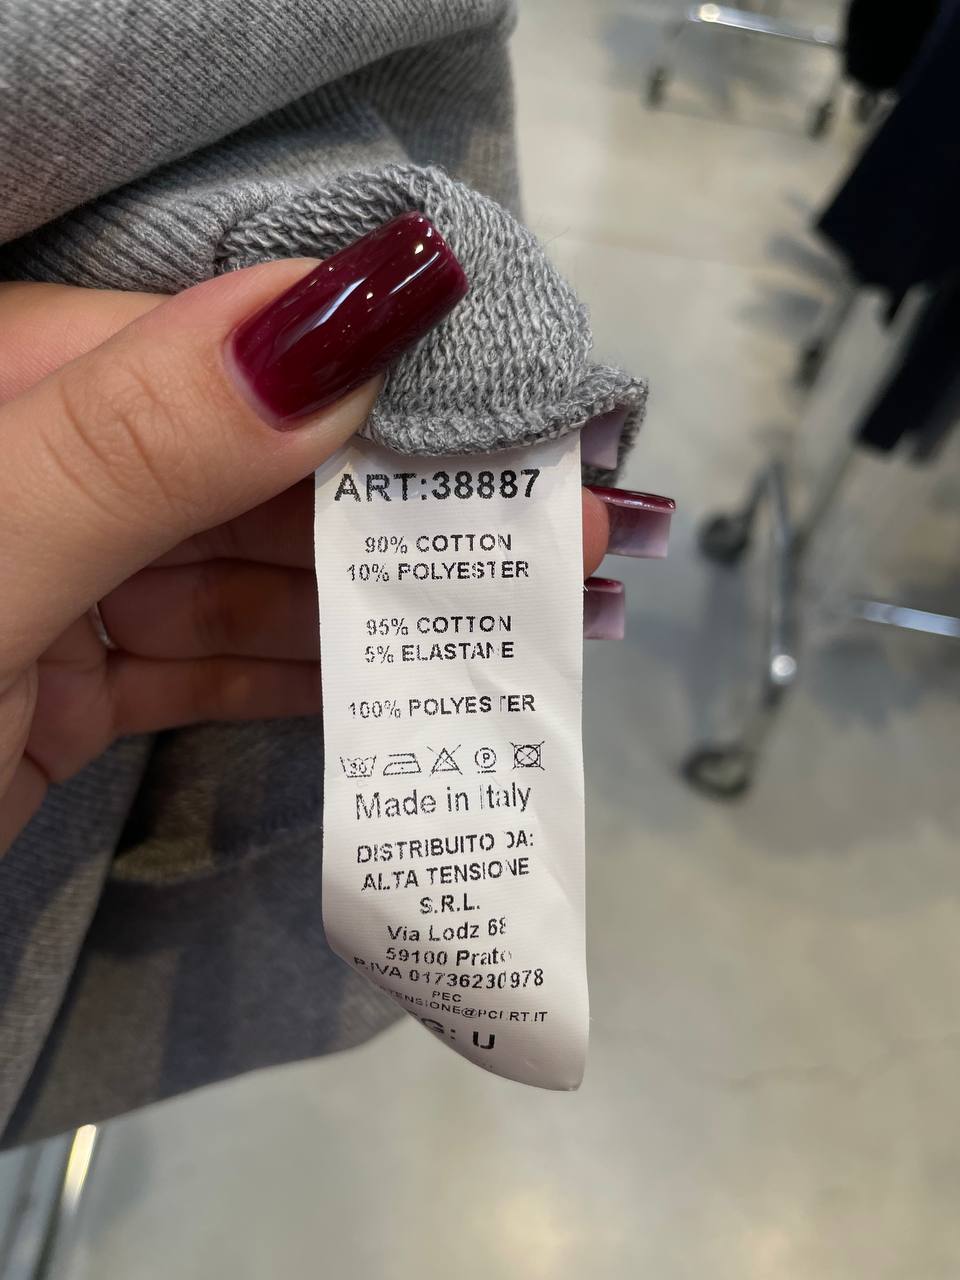 ART:38887
90% COTTON
10% POLYESTER
95% COTTON
5% ELASTANE
100% POLYESTER
30
P
Made in Italy
DISTRIBUITO DA:
ALTA TENSIONE
S.R.L.
Via Lodz 68
59100 Prato
P.IVA 01736230978
PEC
U